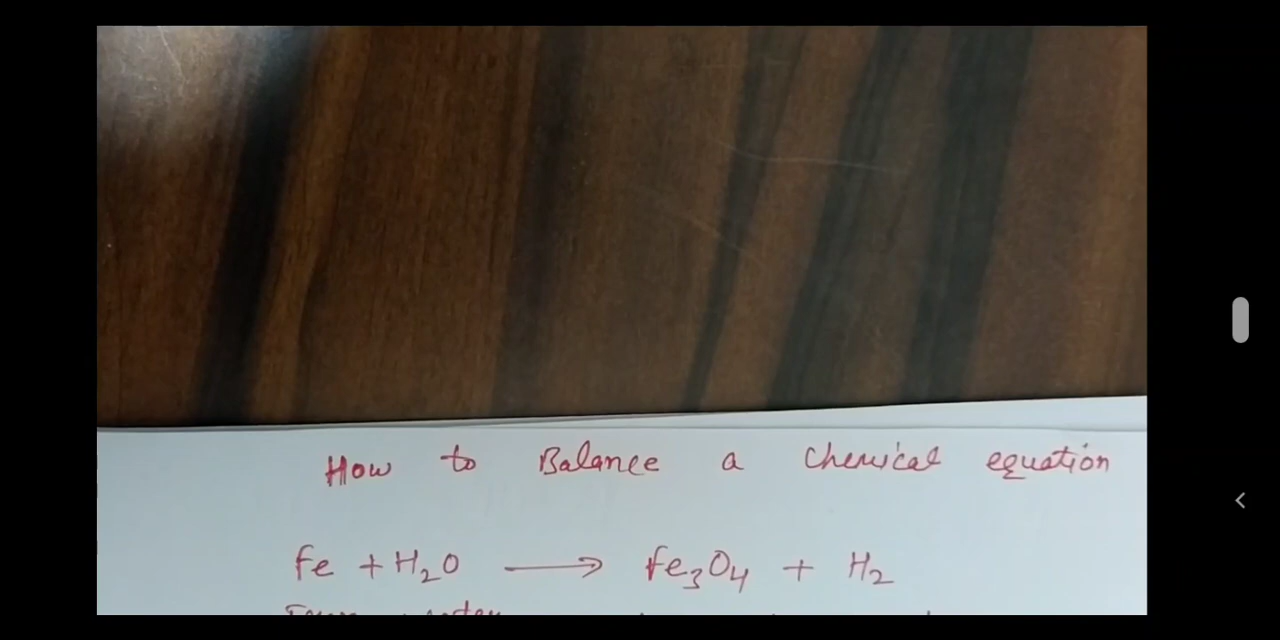 How to Balance a Chemical equation
Fe + H₂O ⟶ Fe₃O₄ + H₂